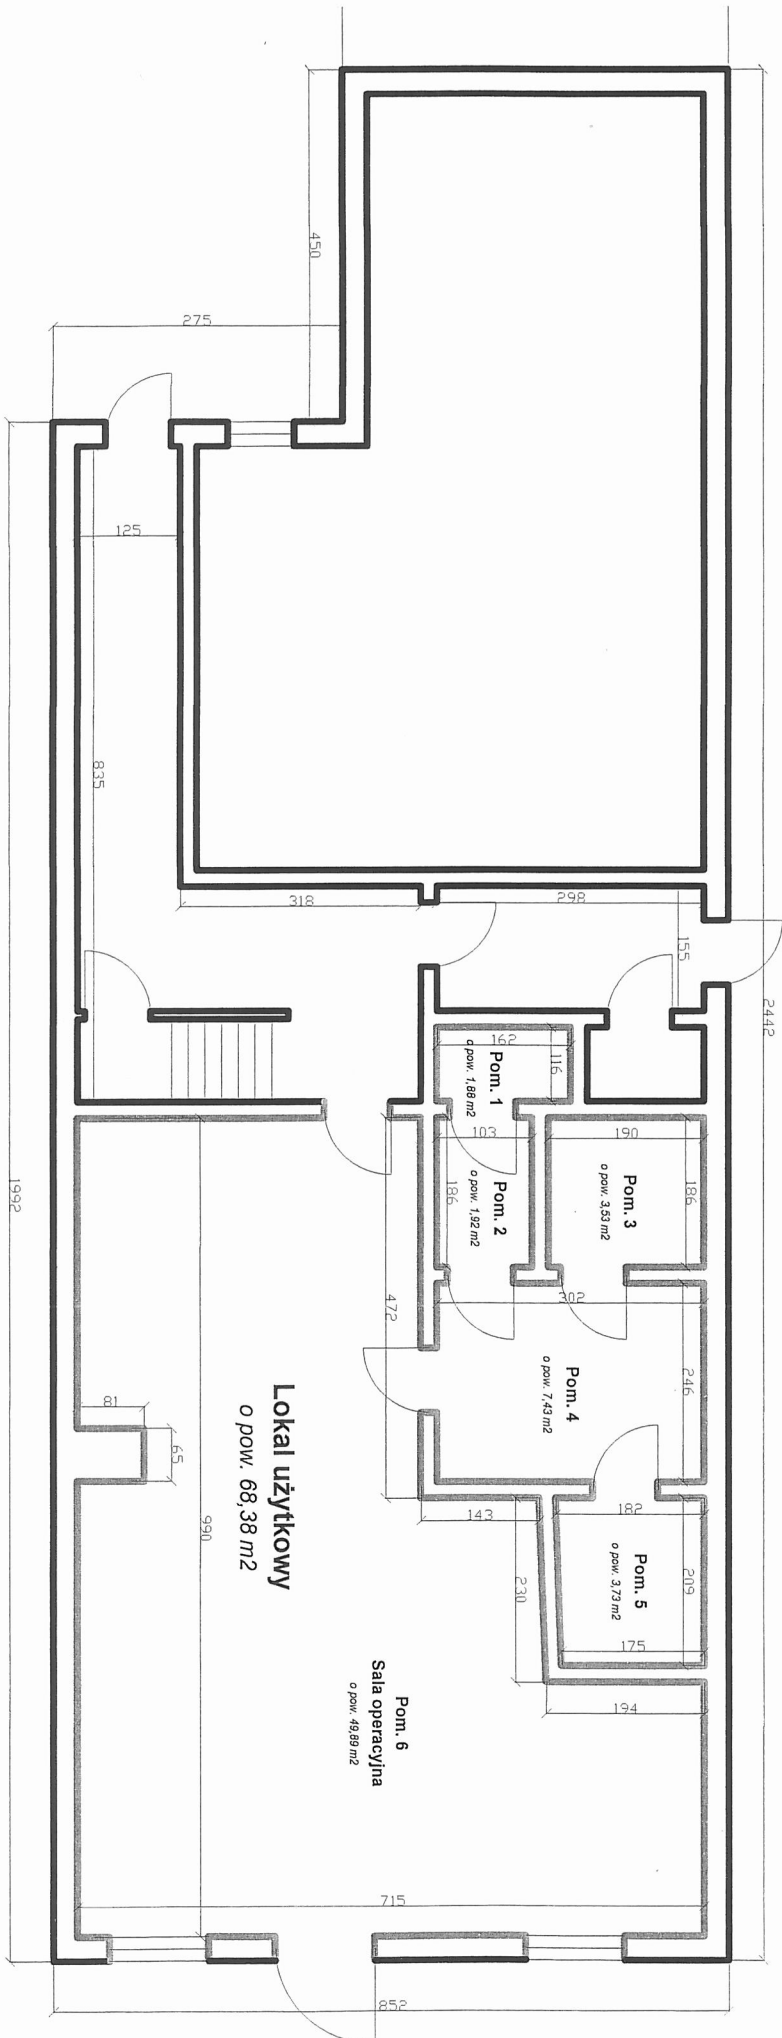 450
275
125
835
318
298
155
2442
1992
162
116
Pom. 1
o pow. 1,88 m2
103
186
Pom. 2
o pow. 1,92 m2
190
186
Pom. 3
o pow. 3,53 m2
302
472
246
Pom. 4
o pow. 7,43 m2
81
65
990
Lokal użytkowy
o pow. 68,38 m2
143
230
182
209
Pom. 5
o pow. 3,73 m2
175
194
Pom. 6
Sala operacyjna
o pow. 49,89 m2
715
852